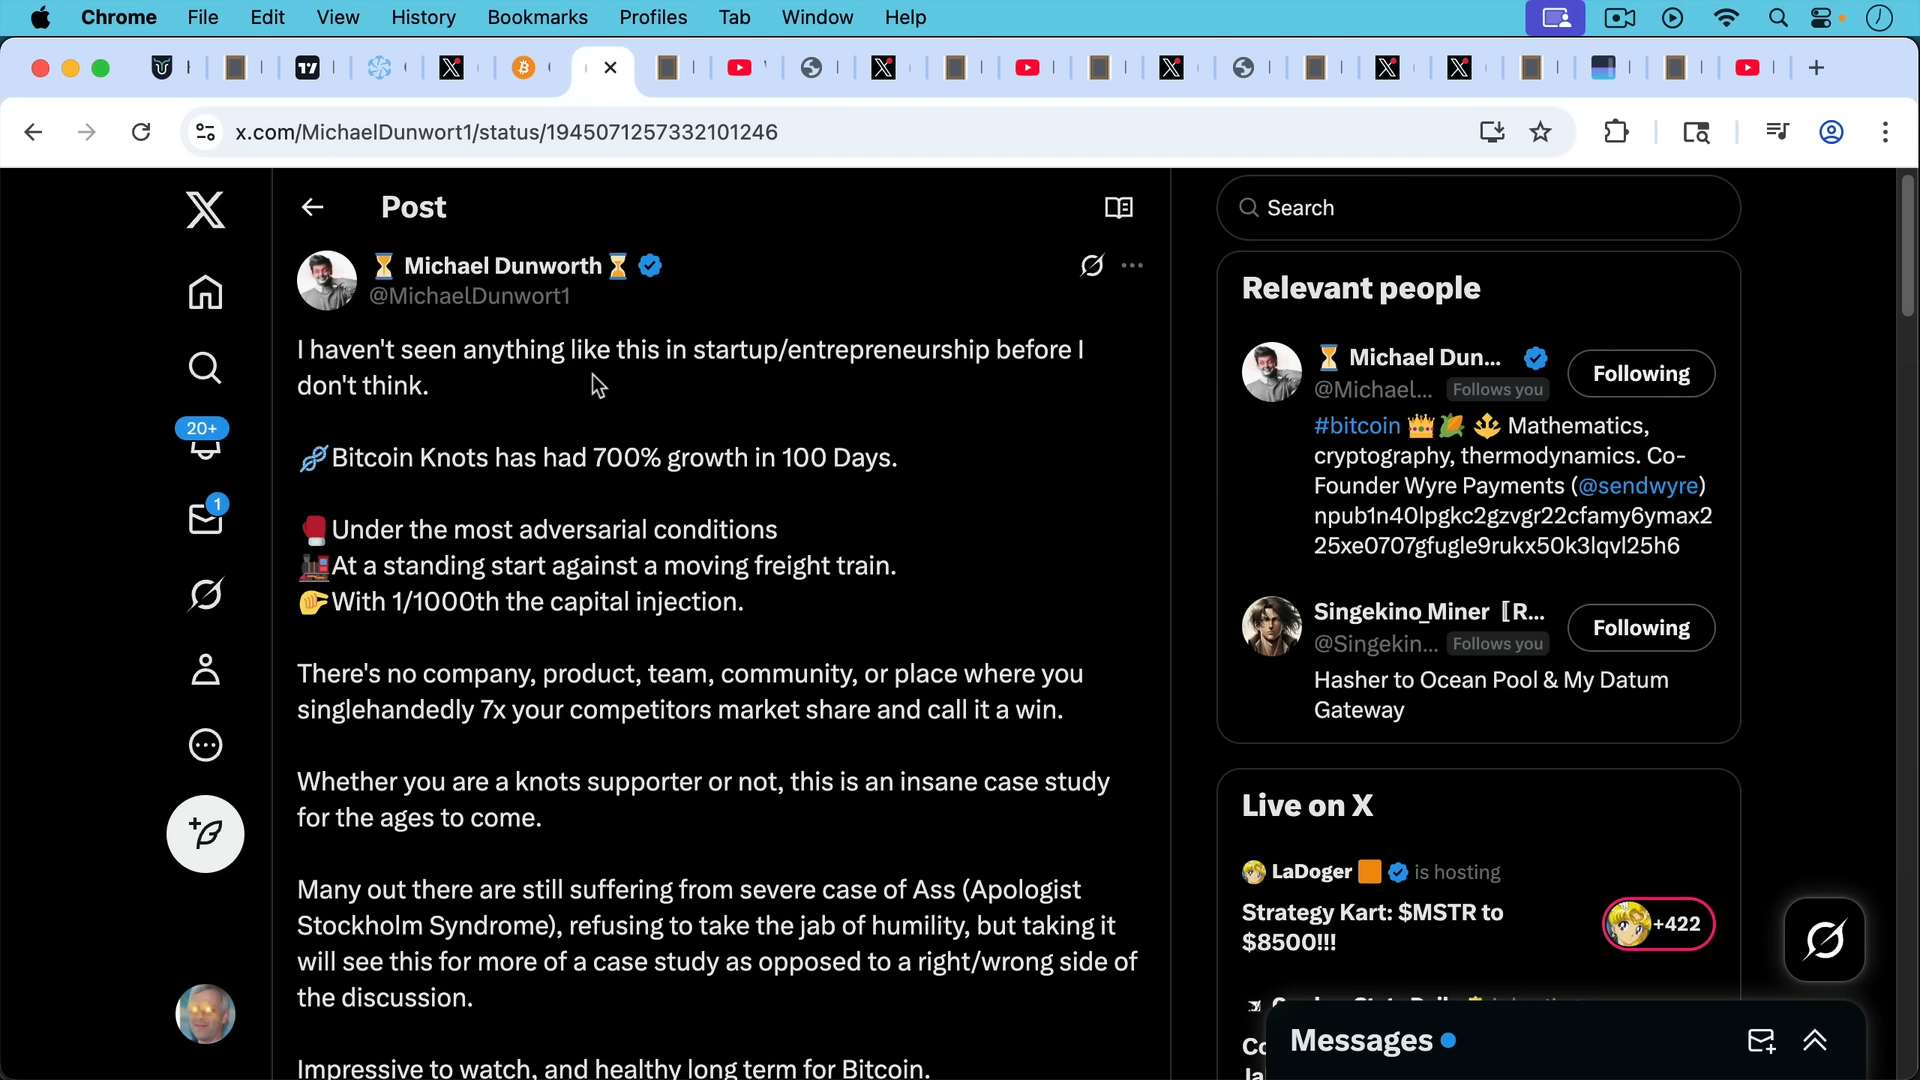 Chrome File Edit View History Bookmarks Profiles Tab Window Help
x.com/MichaelDunwort1/status/1945071257332101246
Post
Michael Dunworth
@MichaelDunwort1
I haven't seen anything like this in startup/entrepreneurship before I
don't think.
Bitcoin Knots has had 700% growth in 100 Days.
Under the most adversarial conditions
At a standing start against a moving freight train.
With 1/1000th the capital injection.
There's no company, product, team, community, or place where you
singlehandedly 7x your competitors market share and call it a win.
Whether you are a knots supporter or not, this is an insane case study
for the ages to come.
Many out there are still suffering from severe case of Ass (Apologist
Stockholm Syndrome), refusing to take the jab of humility, but taking it
will see this for more of a case study as opposed to a right/wrong side of
the discussion.
Impressive to watch, and healthy long term for Bitcoin.
20+
1
Search
Relevant people
Michael Dun...
@Michael... Follows you
Following
#bitcoin Mathematics,
cryptography, thermodynamics. Co-
Founder Wyre Payments (@sendwyre)
npub1n40lpgkc2gzvgr22cfamy6ymax2
25xe0707gfugle9rukx50k3lqvl25h6
Singekino_Miner〚R...
@Singekin... Follows you
Following
Hasher to Ocean Pool & My Datum
Gateway
Live on X
LaDoger is hosting
Strategy Kart: $MSTR to
$8500!!!
+422
Messages